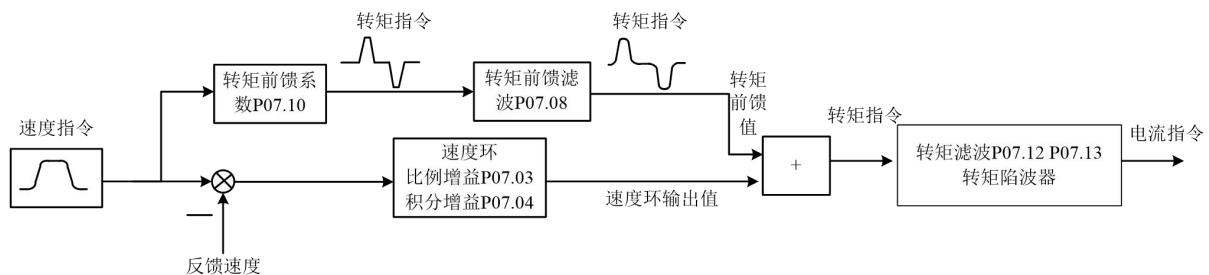 转矩指令
转矩指令
转矩前馈系
数P07.10
转矩前馈滤
波P07.08
转矩
前馈
值
速度指令
转矩指令
电流指令
速度环
比例增益P07.03
积分增益P07.04
+
转矩滤波P07.12 P07.13
转矩陷波器
速度环输出值
—
反馈速度